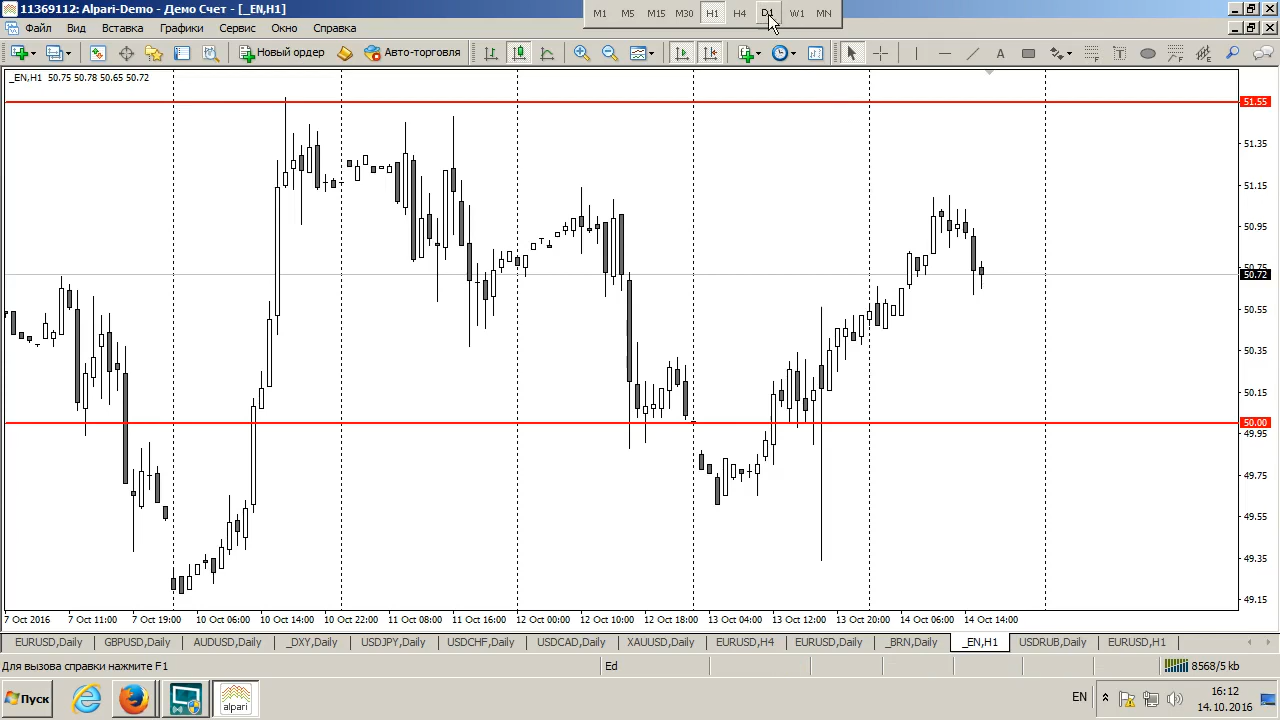 11369112: Alpari-Demo - Демо Счет - [_EN,H1]
M1 M5 M15 M30 H1 H4 D1 W1 MN
Файл Вид Вставка Графики Сервис Окно Справка
Новый ордер Авто-торговля
_EN,H1 50.75 50.78 50.65 50.72
51.55
51.35
51.15
50.95
50.75
50.72
50.55
50.35
50.15
50.00
49.95
49.75
49.55
49.35
49.15
7 Oct 2016 7 Oct 11:00 7 Oct 19:00 10 Oct 06:00 10 Oct 14:00 10 Oct 22:00 11 Oct 08:00 11 Oct 16:00 12 Oct 00:00 12 Oct 10:00 12 Oct 18:00 13 Oct 04:00 13 Oct 12:00 13 Oct 20:00 14 Oct 06:00 14 Oct 14:00
EURUSD,Daily GBPUSD,Daily AUDUSD,Daily _DXY,Daily USDJPY,Daily USDCHF,Daily USDCAD,Daily XAUUSD,Daily EURUSD,H4 EURUSD,Daily _BRN,Daily _EN,H1 USDRUB,Daily EURUSD,H1
Для вызова справки нажмите F1 Ed 8568/5 kb
Пуск alpari EN 16:12
14.10.2016